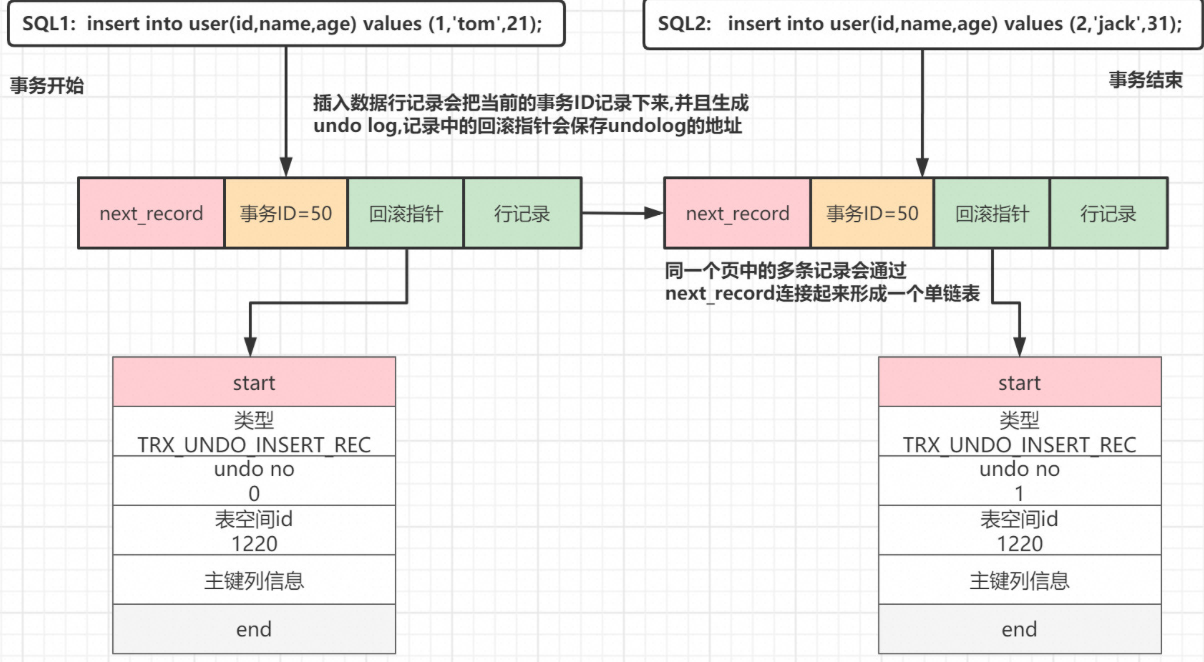 SQL1: insert into user(id,name,age) values (1,'tom',21);
SQL2: insert into user(id,name,age) values (2,'jack',31);
事务开始
事务结束
插入数据行记录会把当前的事务ID记录下来,并且生成
undo log,记录中的回滚指针会保存undolog的地址
next_record
事务ID=50
回滚指针
行记录
next_record
事务ID=50
回滚指针
行记录
同一个页中的多条记录会通过
next_record连接起来形成一个单链表
start
类型
TRX_UNDO_INSERT_REC
undo no
0
表空间id
1220
主键列信息
end
start
类型
TRX_UNDO_INSERT_REC
undo no
1
表空间id
1220
主键列信息
end